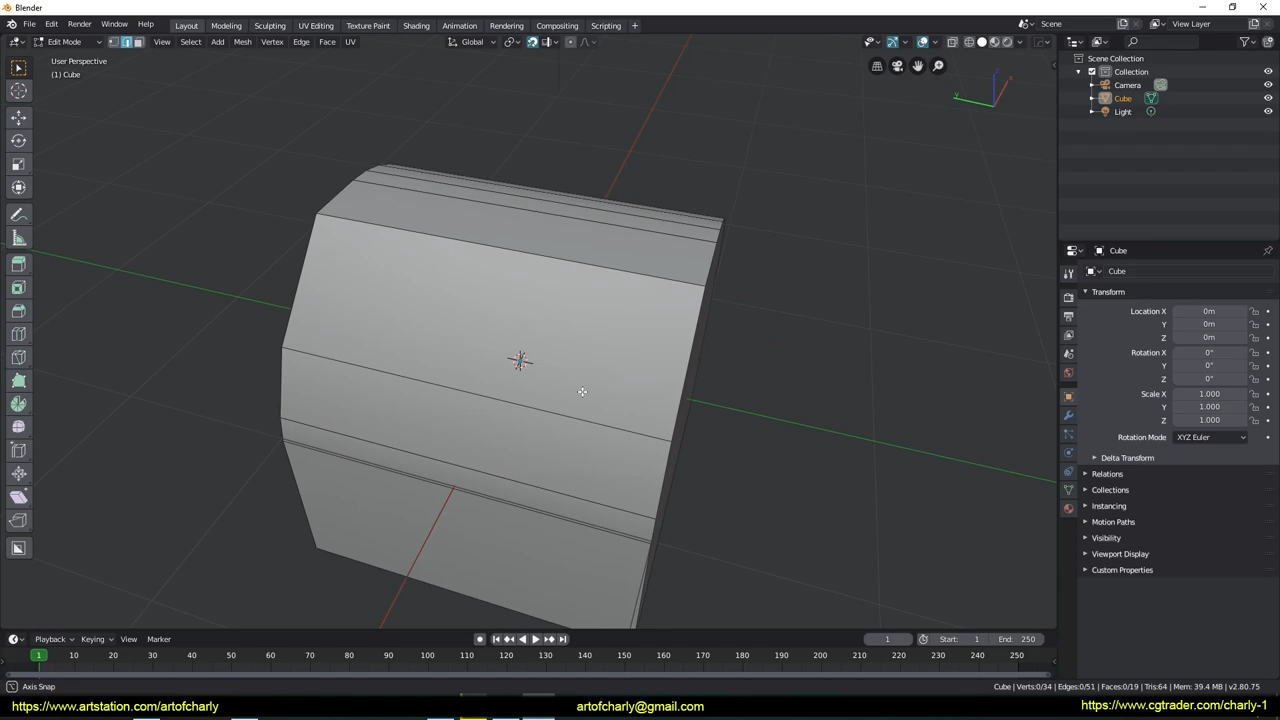 Blender
File Edit Render Window Help
Layout Modeling Sculpting UV Editing Texture Paint Shading Animation Rendering Compositing Scripting +
Scene
View Layer
Edit Mode
View Select Add Mesh Vertex Edge Face UV
Global
User Perspective
(1) Cube
Scene Collection
Collection
Camera
Cube
Light
Cube
Cube
Transform
Location X 0m
Y 0m
Z 0m
Rotation X 0°
Y 0°
Z 0°
Scale X 1.000
Y 1.000
Z 1.000
Rotation Mode XYZ Euler
Delta Transform
Relations
Collections
Instancing
Motion Paths
Visibility
Viewport Display
Custom Properties
Playback Keying View Marker
1 Start: 1 End: 250
1 10 20 30 40 50 60 70 80 90 100 110 120 130 140 150 160 170 180 190 200 210 220 230 240 250
Axis Snap
Cube | Verts:0/34 | Edges:0/51 | Faces:0/19 | Tris:64 | Mem: 39.4 MB | v2.80.75
https://www.artstation.com/artofcharly artofcharly@gmail.com https://www.cgtrader.com/charly-1